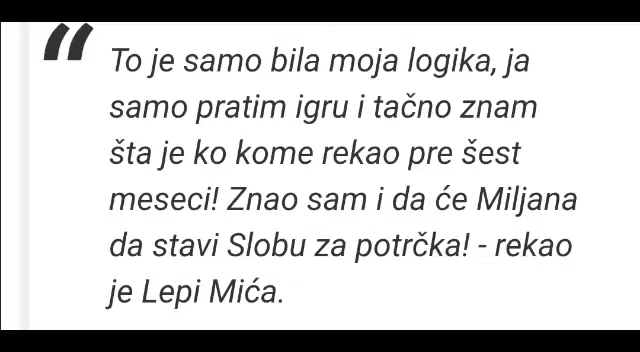 "
To je samo bila moja logika, ja
samo pratim igru i tačno znam
šta je ko kome rekao pre šest
meseci! Znao sam i da će Miljana
da stavi Slobu za potrčka! - rekao
je Lepi Mića.